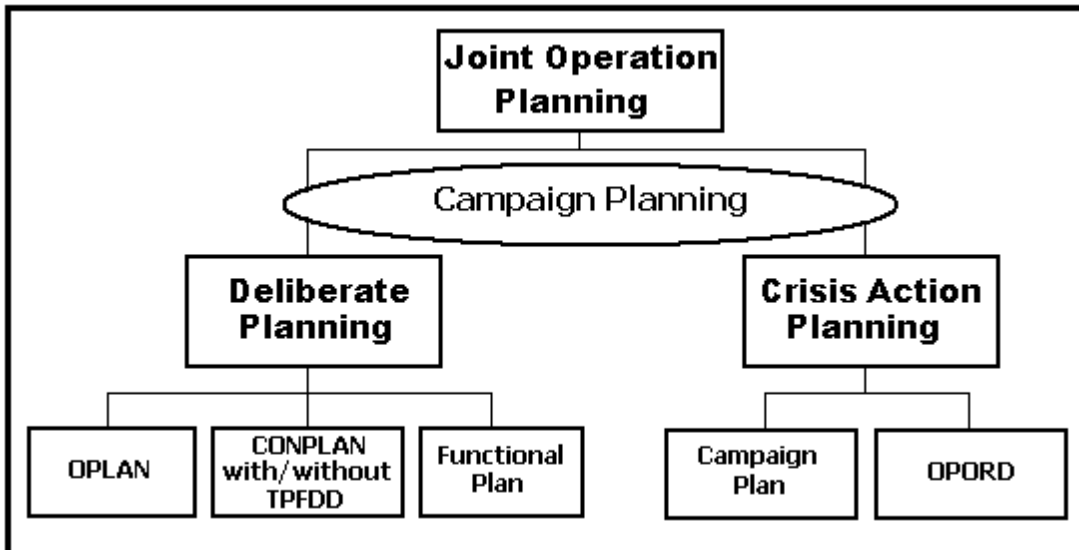 Joint Operation
Planning
Campaign Planning
Deliberate
Planning
Crisis Action
Planning
OPLAN
CONPLAN
with/without
TPFDD
Functional
Plan
Campaign
Plan
OPORD